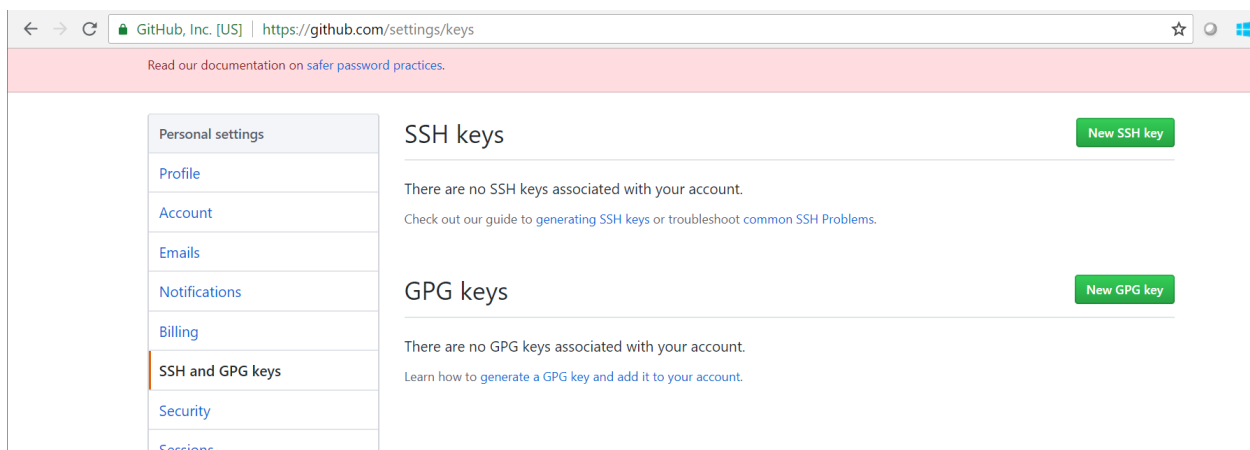 GitHub, Inc. [US] | https://github.com/settings/keys
Read our documentation on safer password practices.
Personal settings
Profile
Account
Emails
Notifications
Billing
SSH and GPG keys
Security
Sessions
SSH keys
New SSH key
There are no SSH keys associated with your account.
Check out our guide to generating SSH keys or troubleshoot common SSH Problems.
GPG keys
New GPG key
There are no GPG keys associated with your account.
Learn how to generate a GPG key and add it to your account.